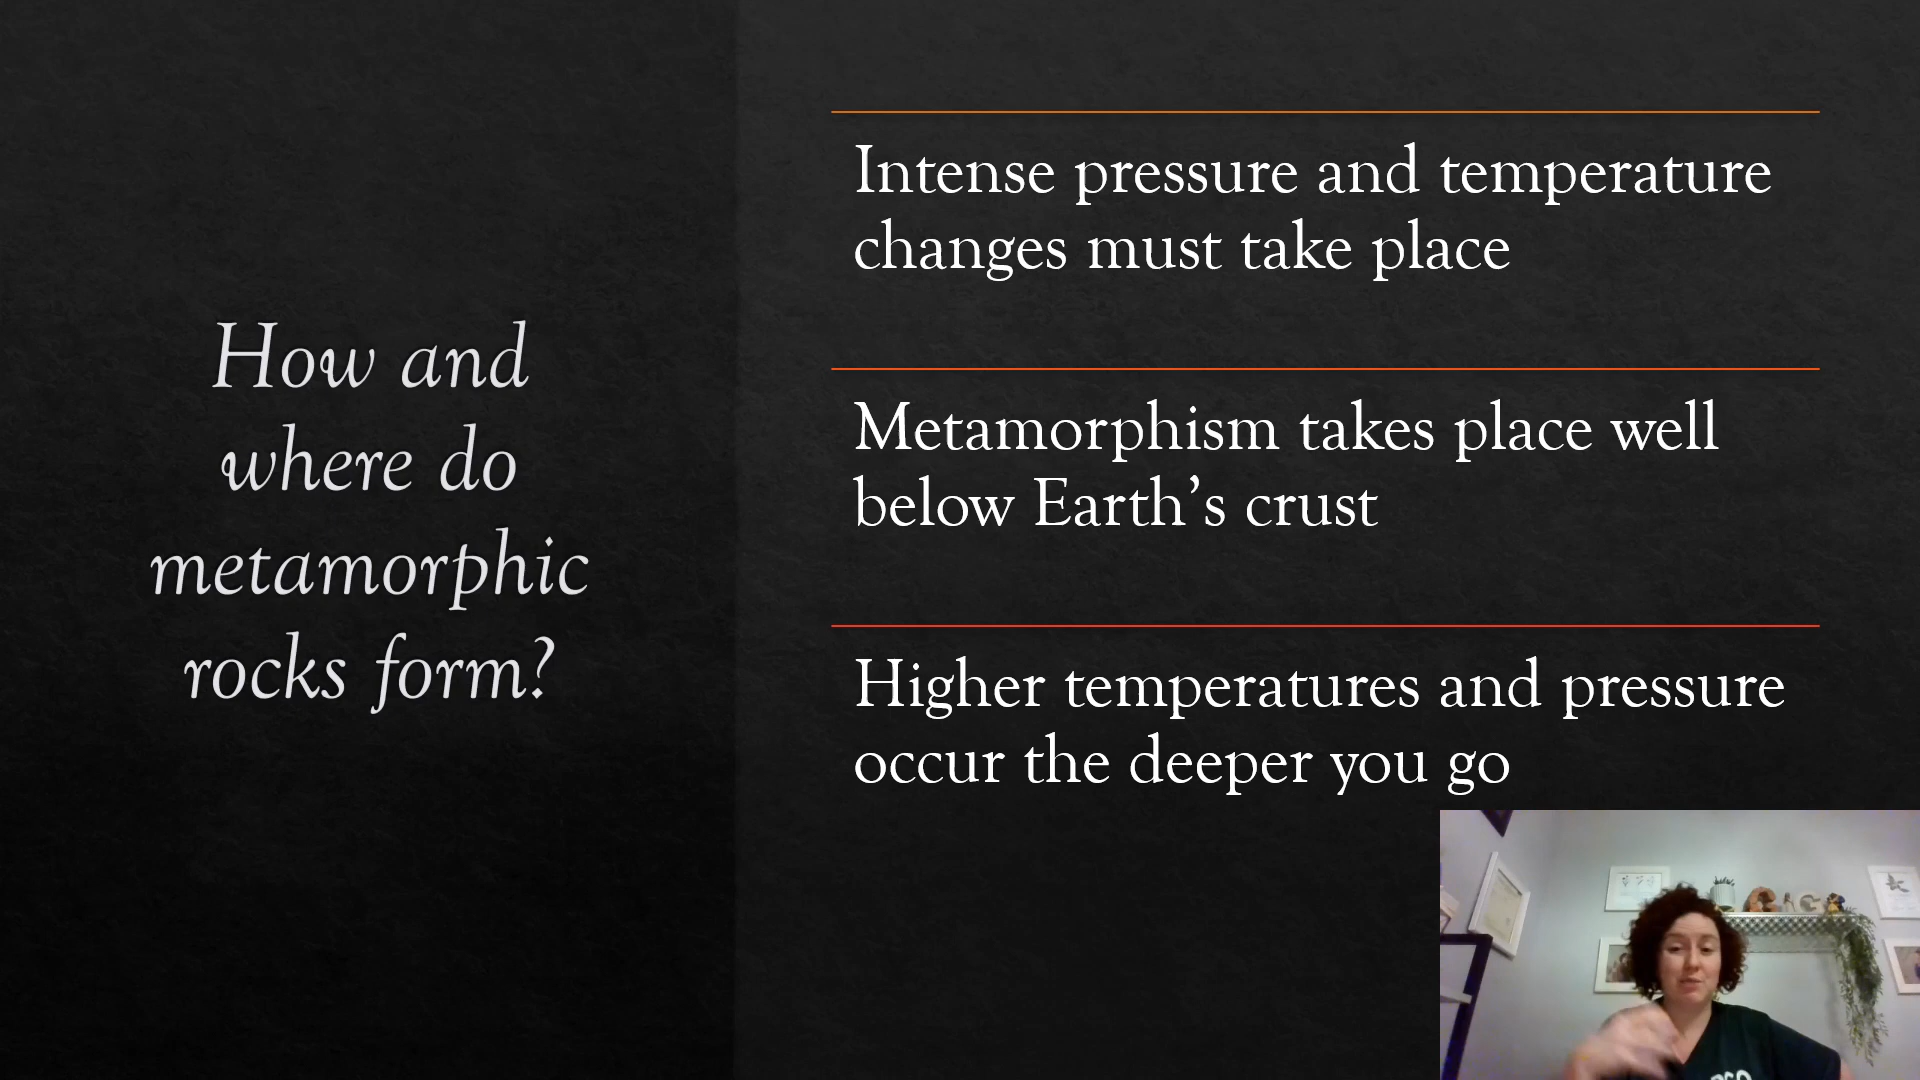 How and
where do
metamorphic
rocks form?
Intense pressure and temperature
changes must take place
Metamorphism takes place well
below Earth’s crust
Higher temperatures and pressure
occur the deeper you go